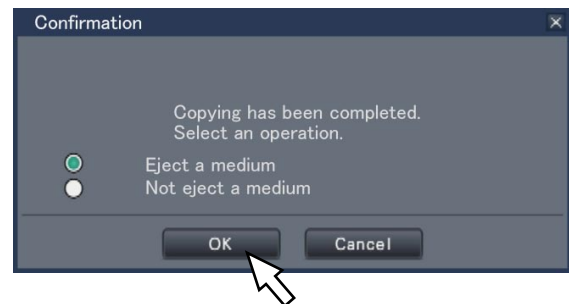 Confirmation
Copying has been completed.
Select an operation.
Eject a medium
Not eject a medium
OK Cancel